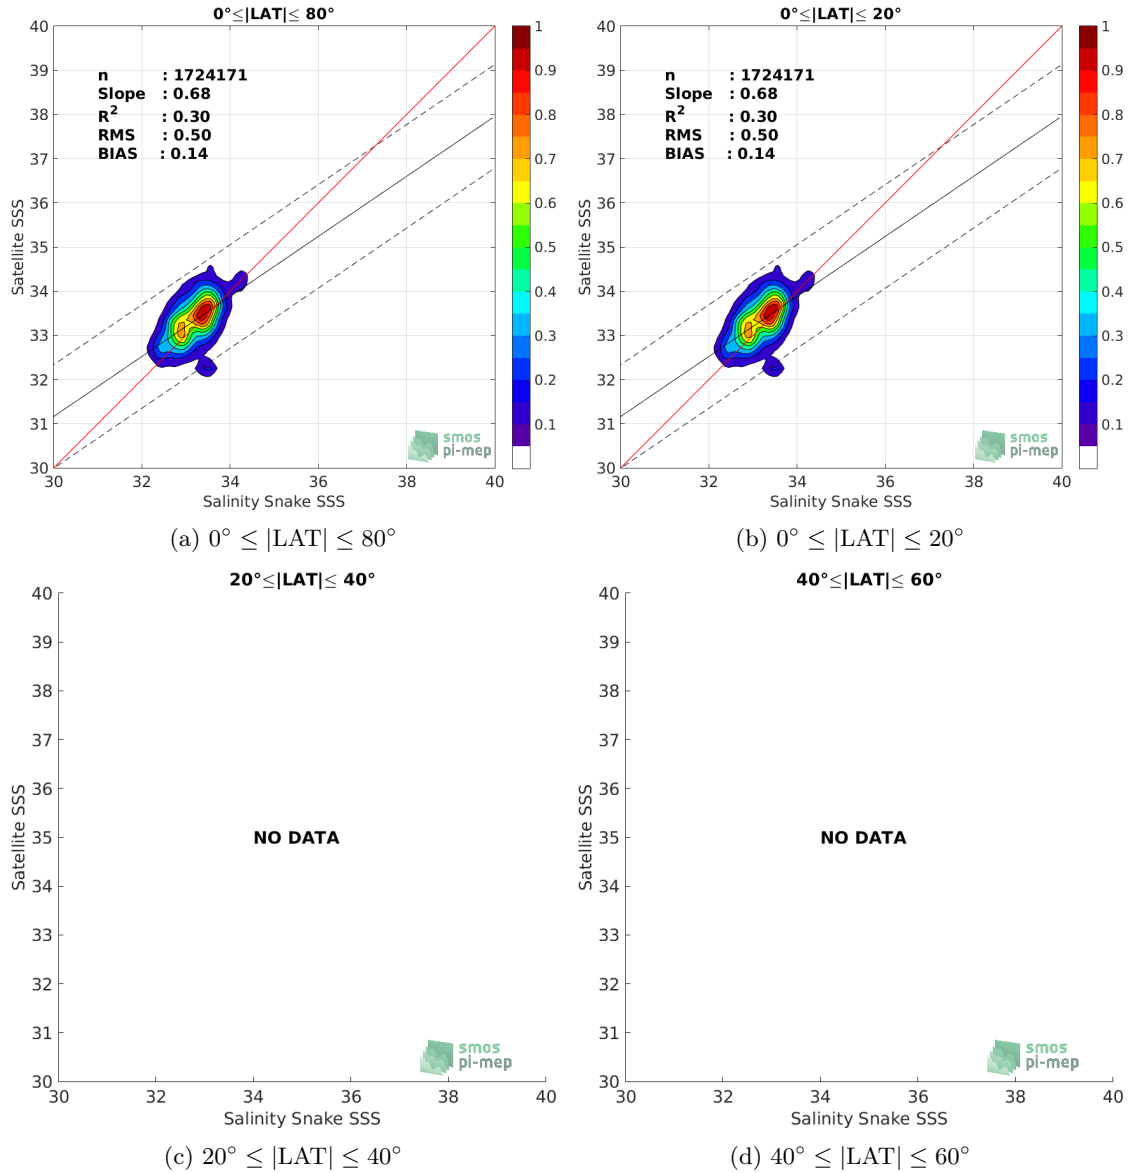 0°≤|LAT|≤ 80°
40
39
38
37
36
35
34
33
32
31
30
Satellite SSS
n : 1724171
Slope : 0.68
R² : 0.30
RMS : 0.50
BIAS : 0.14
smos
pi-mep
30 32 34 36 38 40
Salinity Snake SSS
1
0.9
0.8
0.7
0.6
0.5
0.4
0.3
0.2
0.1
(a) 0° ≤ |LAT| ≤ 80°
0°≤|LAT|≤ 20°
40
39
38
37
36
35
34
33
32
31
30
Satellite SSS
n : 1724171
Slope : 0.68
R² : 0.30
RMS : 0.50
BIAS : 0.14
smos
pi-mep
30 32 34 36 38 40
Salinity Snake SSS
1
0.9
0.8
0.7
0.6
0.5
0.4
0.3
0.2
0.1
(b) 0° ≤ |LAT| ≤ 20°
20°≤|LAT|≤ 40°
40
39
38
37
36
35
34
33
32
31
30
Satellite SSS
NO DATA
smos
pi-mep
30 32 34 36 38 40
Salinity Snake SSS
(c) 20° ≤ |LAT| ≤ 40°
40°≤|LAT|≤ 60°
40
39
38
37
36
35
34
33
32
31
30
Satellite SSS
NO DATA
smos
pi-mep
30 32 34 36 38 40
Salinity Snake SSS
(d) 40° ≤ |LAT| ≤ 60°